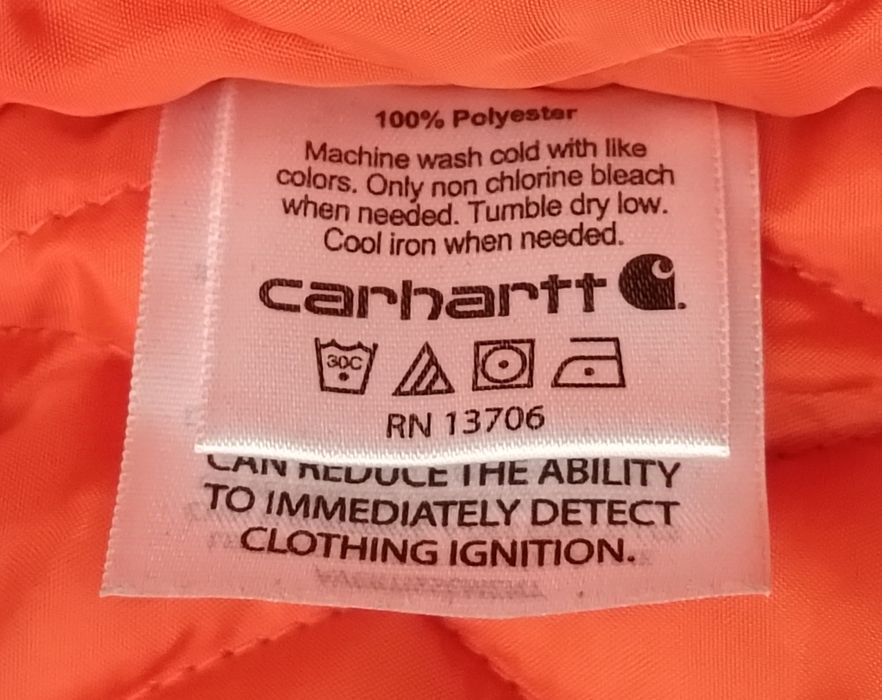 100% Polyester
Machine wash cold with like
colors. Only non chlorine bleach
when needed. Tumble dry low.
Cool iron when needed.
carhartt
30C
RN 13706
CAN REDUCE THE ABILITY
TO IMMEDIATELY DETECT
CLOTHING IGNITION.